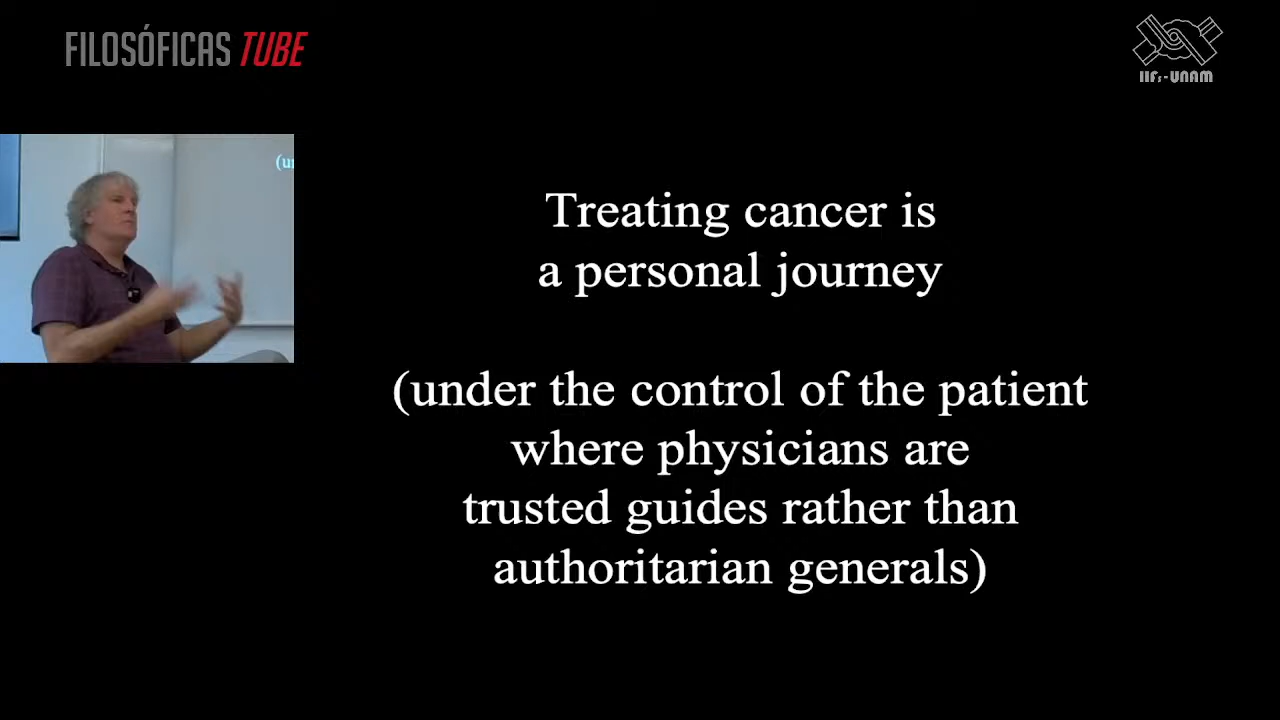 FILOSÓFICAS TUBE
IIFs-UNAM
(un
Treating cancer is
a personal journey
(under the control of the patient
where physicians are
trusted guides rather than
authoritarian generals)